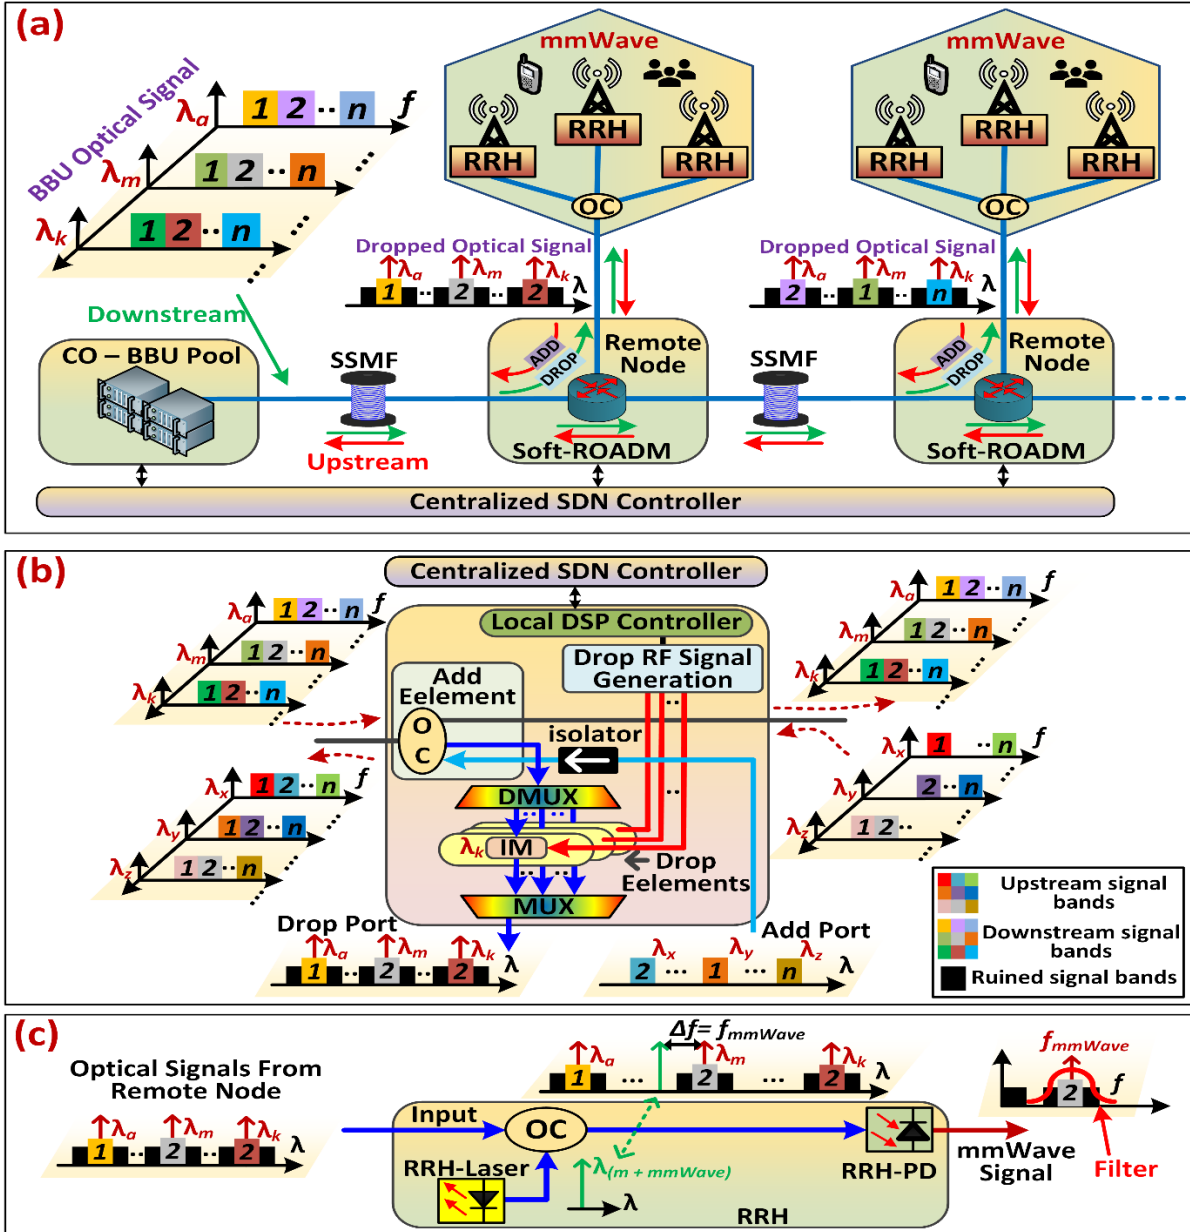 (a)
mmWave
mmWave
BBU Optical Signal
λa 1 2 ·· n f
λm 1 2 ·· n
λk 1 2 ·· n
RRH
RRH
RRH
OC
RRH
RRH
RRH
OC
Dropped Optical Signal
λa λm λk
1 ·· 2 ·· 2 λ
Dropped Optical Signal
λa λm λk
2 ·· 1 ·· n λ
Downstream
CO – BBU Pool
SSMF
ADD
DROP
Remote
Node
SSMF
ADD
DROP
Remote
Node
Upstream
Soft-ROADM
Soft-ROADM
Centralized SDN Controller
(b)
Centralized SDN Controller
Local DSP Controller
Drop RF Signal
Generation
λa 1 2 ·· n f
λm 1 2 ·· n
λk 1 2 ·· n
λa 1 2 ·· n f
λm 1 2 ·· n
λk 1 2 ·· n
Add
Eelement
O
C
isolator
DMUX
λk IM
Drop
Eelements
MUX
λx 1 2 ·· n f
λy 1 2 ·· n
λz 1 2 ·· n
λx 1 ·· n f
λy 2 ·· n
λz 1 2 ··
Drop Port
λa λm λk
1 ·· 2 ·· 2 λ
Add Port
λx λy λz
2 ... 1 ... n λ
Upstream signal
bands
Downstream signal
bands
Ruined signal bands
(c)
Optical Signals From
Remote Node
λa λm λk
1 ·· 2 ·· 2 λ
Δf= fmmWave
λa λm λk
1 ... 2 ... 2 λ
Input
OC
RRH-Laser
λ(m + mmWave)
λ
RRH-PD
RRH
mmWave
Signal
fmmWave
2 f
Filter